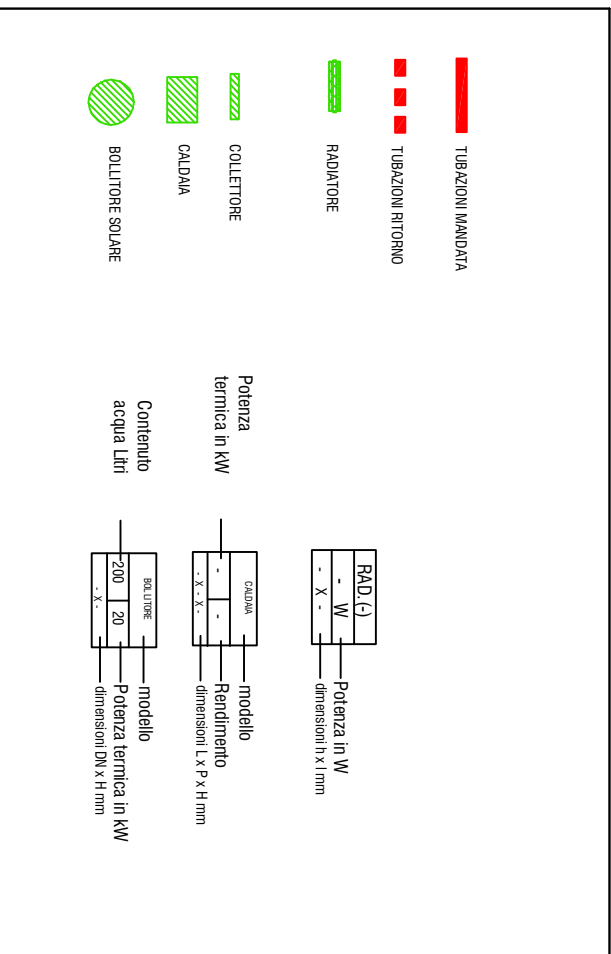 TUBAZIONI MANDATA
TUBAZIONI RITORNO
RADIATORE
COLLETTORE
CALDAIA
BOLLITORE SOLARE
RAD.(-)
- W
- X -
Potenza in W
dimensioni h x l mm
Potenza
termica in kW
CALDAIA
- -
- X - X -
modello
Rendimento
dimensioni L x P x H mm
Contenuto
acqua Litri
BOLLITORE
200 20
- X -
modello
Potenza termica in kW
dimensioni DN x H mm